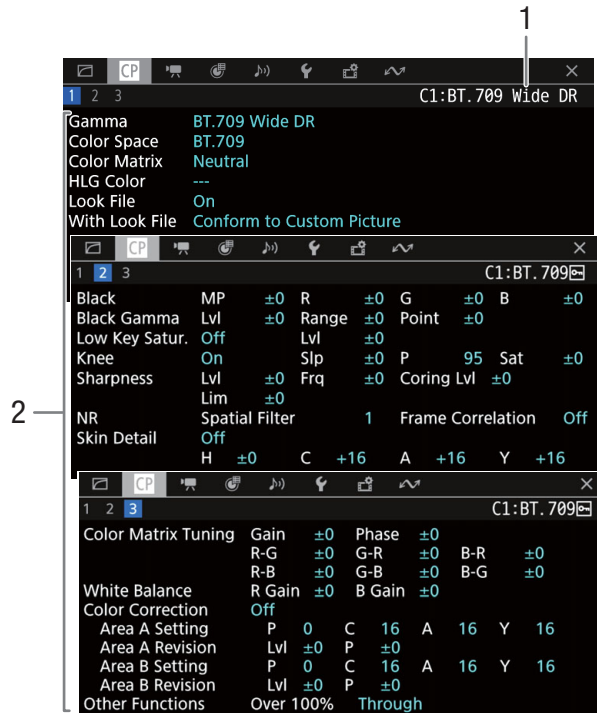 1
CP
1 2 3 C1:BT.709 Wide DR
Gamma BT.709 Wide DR
Color Space BT.709
Color Matrix Neutral
HLG Color ---
Look File On
With Look File Conform to Custom Picture
CP
1 2 3 C1:BT.709
Black MP ±0 R ±0 G ±0 B ±0
Black Gamma Lvl ±0 Range ±0 Point ±0
Low Key Satur. Off Lvl ±0
Knee On Slp ±0 P 95 Sat ±0
Sharpness Lvl ±0 Frq ±0 Coring Lvl ±0
Lim ±0
2
NR Spatial Filter 1 Frame Correlation Off
Skin Detail Off
H ±0 C +16 A +16 Y +16
CP
1 2 3 C1:BT.709
Color Matrix Tuning Gain ±0 Phase ±0
R-G ±0 G-R ±0 B-R ±0
R-B ±0 G-B ±0 B-G ±0
White Balance R Gain ±0 B Gain ±0
Color Correction Off
Area A Setting P 0 C 16 A 16 Y 16
Area A Revision Lvl ±0 P ±0
Area B Setting P 0 C 16 A 16 Y 16
Area B Revision Lvl ±0 P ±0
Other Functions Over 100% Through